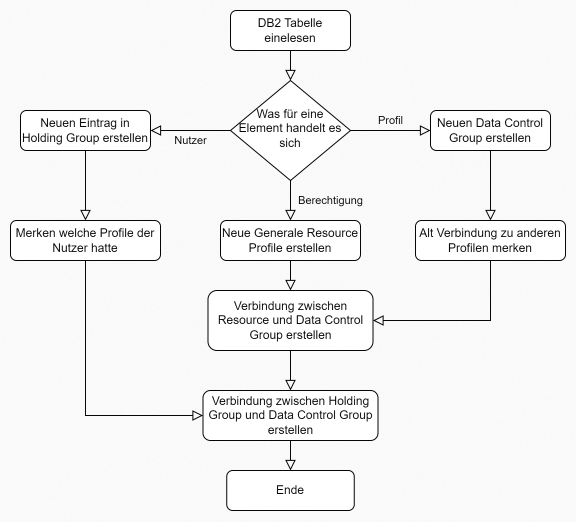 DB2 Tabelle
einelesen
Was für eine
Element handelt es
sich
Nutzer
Profil
Berechtigung
Neuen Eintrag in
Holding Group erstellen
Neuen Data Control
Group erstellen
Merken welche Profile der
Nutzer hatte
Neue Generale Resource
Profile erstellen
Alt Verbindung zu anderen
Profilen merken
Verbindung zwischen
Resource und Data Control
Group erstellen
Verbindung zwischen Holding
Group und Data Control Group
erstellen
Ende